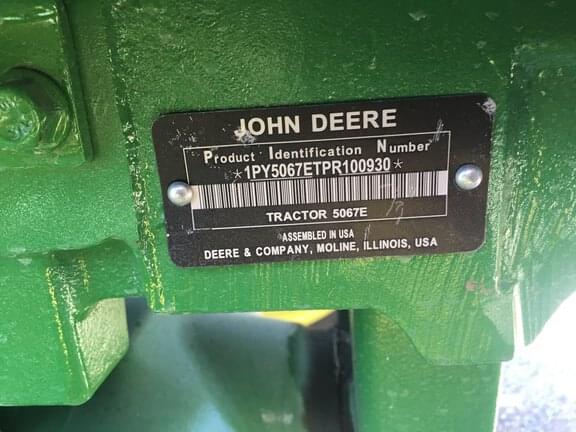 JOHN DEERE
Product Identification Number
*1PY5067ETPR100930*
TRACTOR 5067E
ASSEMBLED IN USA
DEERE & COMPANY, MOLINE, ILLINOIS, USA